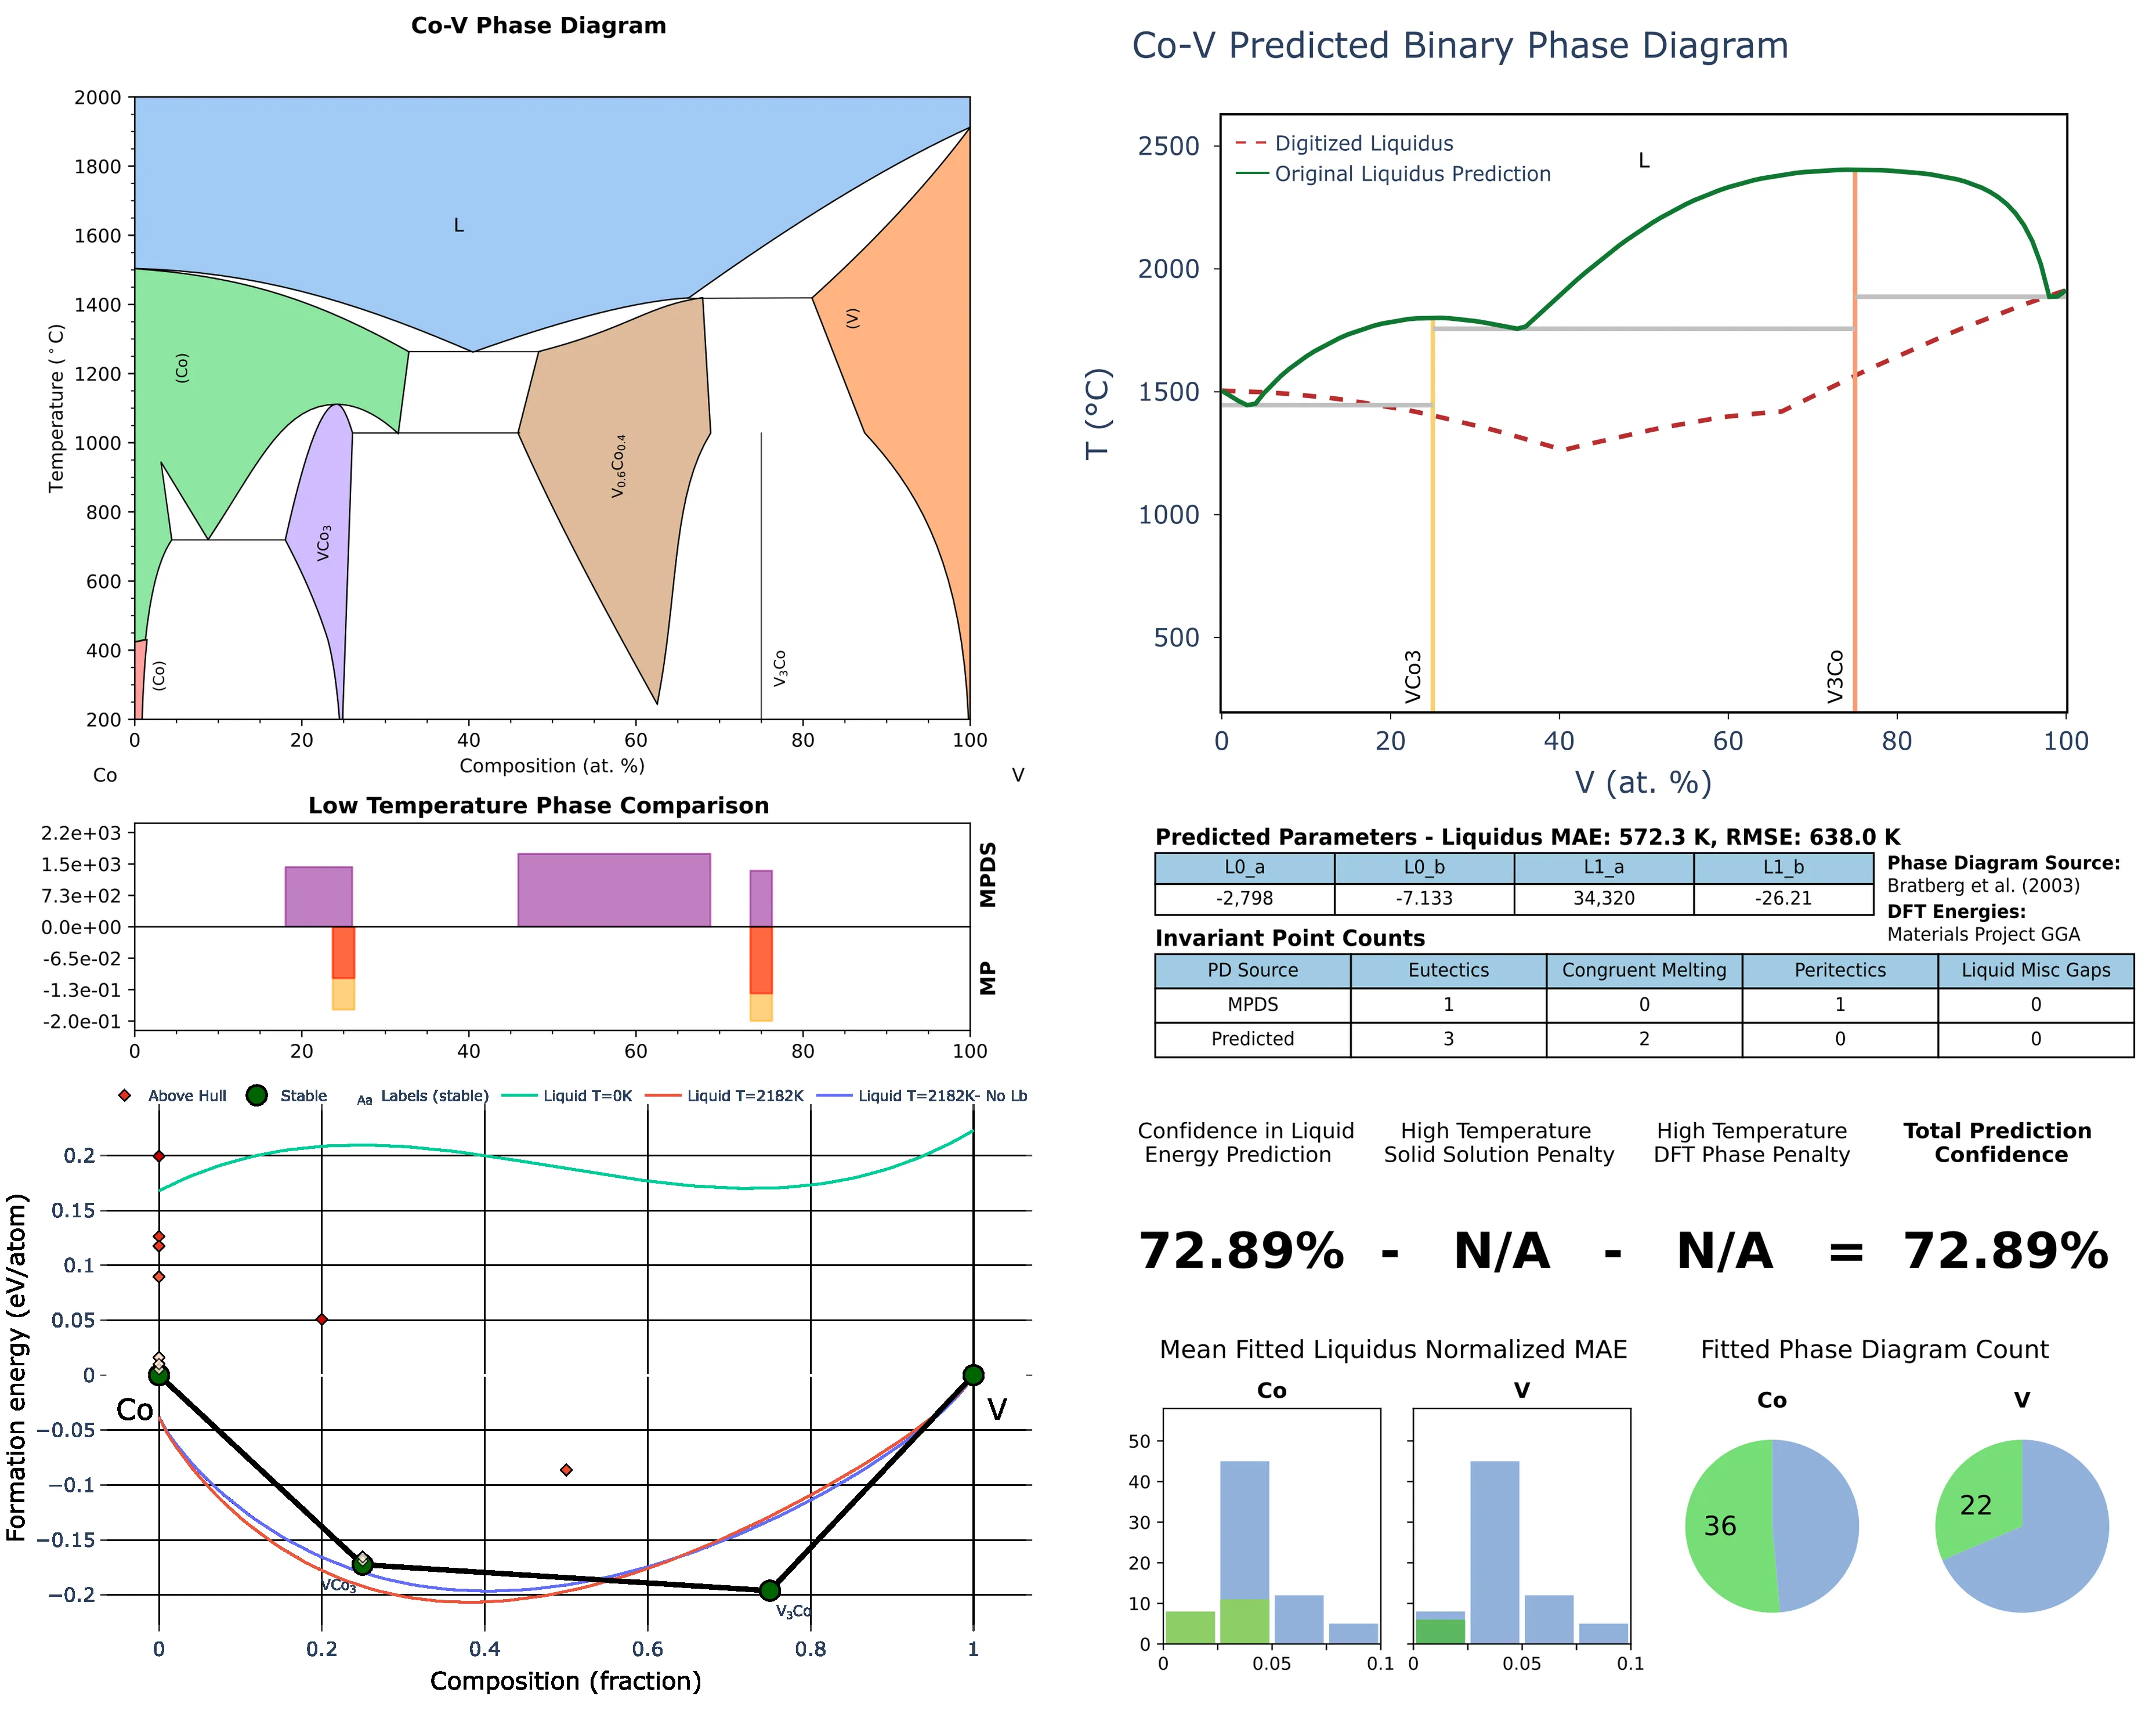 Co-V Phase Diagram
2000
1800
1600
1400
1200
1000
800
600
400
200
Temperature (°C)
L
(Co)
(Co)
VCo3
V0.6Co0.4
V3Co
(V)
0 20 40 60 80 100
Composition (at. %)
Co V
Low Temperature Phase Comparison
2.2e+03
1.5e+03
7.3e+02
0.0e+00
-6.5e-02
-1.3e-01
-2.0e-01
MPDS
MP
0 20 40 60 80 100
Above Hull Stable Aa Labels (stable) Liquid T=0K Liquid T=2182K Liquid T=2182K- No Lb
0.2
0.15
0.1
0.05
0
−0.05
−0.1
−0.15
−0.2
Formation energy (eV/atom)
Co V
VCo3
V3Co
0 0.2 0.4 0.6 0.8 1
Composition (fraction)
Co-V Predicted Binary Phase Diagram
Digitized Liquidus
Original Liquidus Prediction
L
2500
2000
1500
1000
500
T (°C)
VCo3
V3Co
0 20 40 60 80 100
V (at. %)
Predicted Parameters - Liquidus MAE: 572.3 K, RMSE: 638.0 K
L0_a L0_b L1_a L1_b
-2,798 -7.133 34,320 -26.21
Phase Diagram Source:
Bratberg et al. (2003)
DFT Energies:
Materials Project GGA
Invariant Point Counts
PD Source Eutectics Congruent Melting Peritectics Liquid Misc Gaps
MPDS 1 0 1 0
Predicted 3 2 0 0
Confidence in Liquid Energy Prediction
High Temperature Solid Solution Penalty
High Temperature DFT Phase Penalty
Total Prediction Confidence
72.89% - N/A - N/A = 72.89%
Mean Fitted Liquidus Normalized MAE
Co V
50
40
30
20
10
0
0 0.05 0.1 0 0.05 0.1
Fitted Phase Diagram Count
Co V
36 22